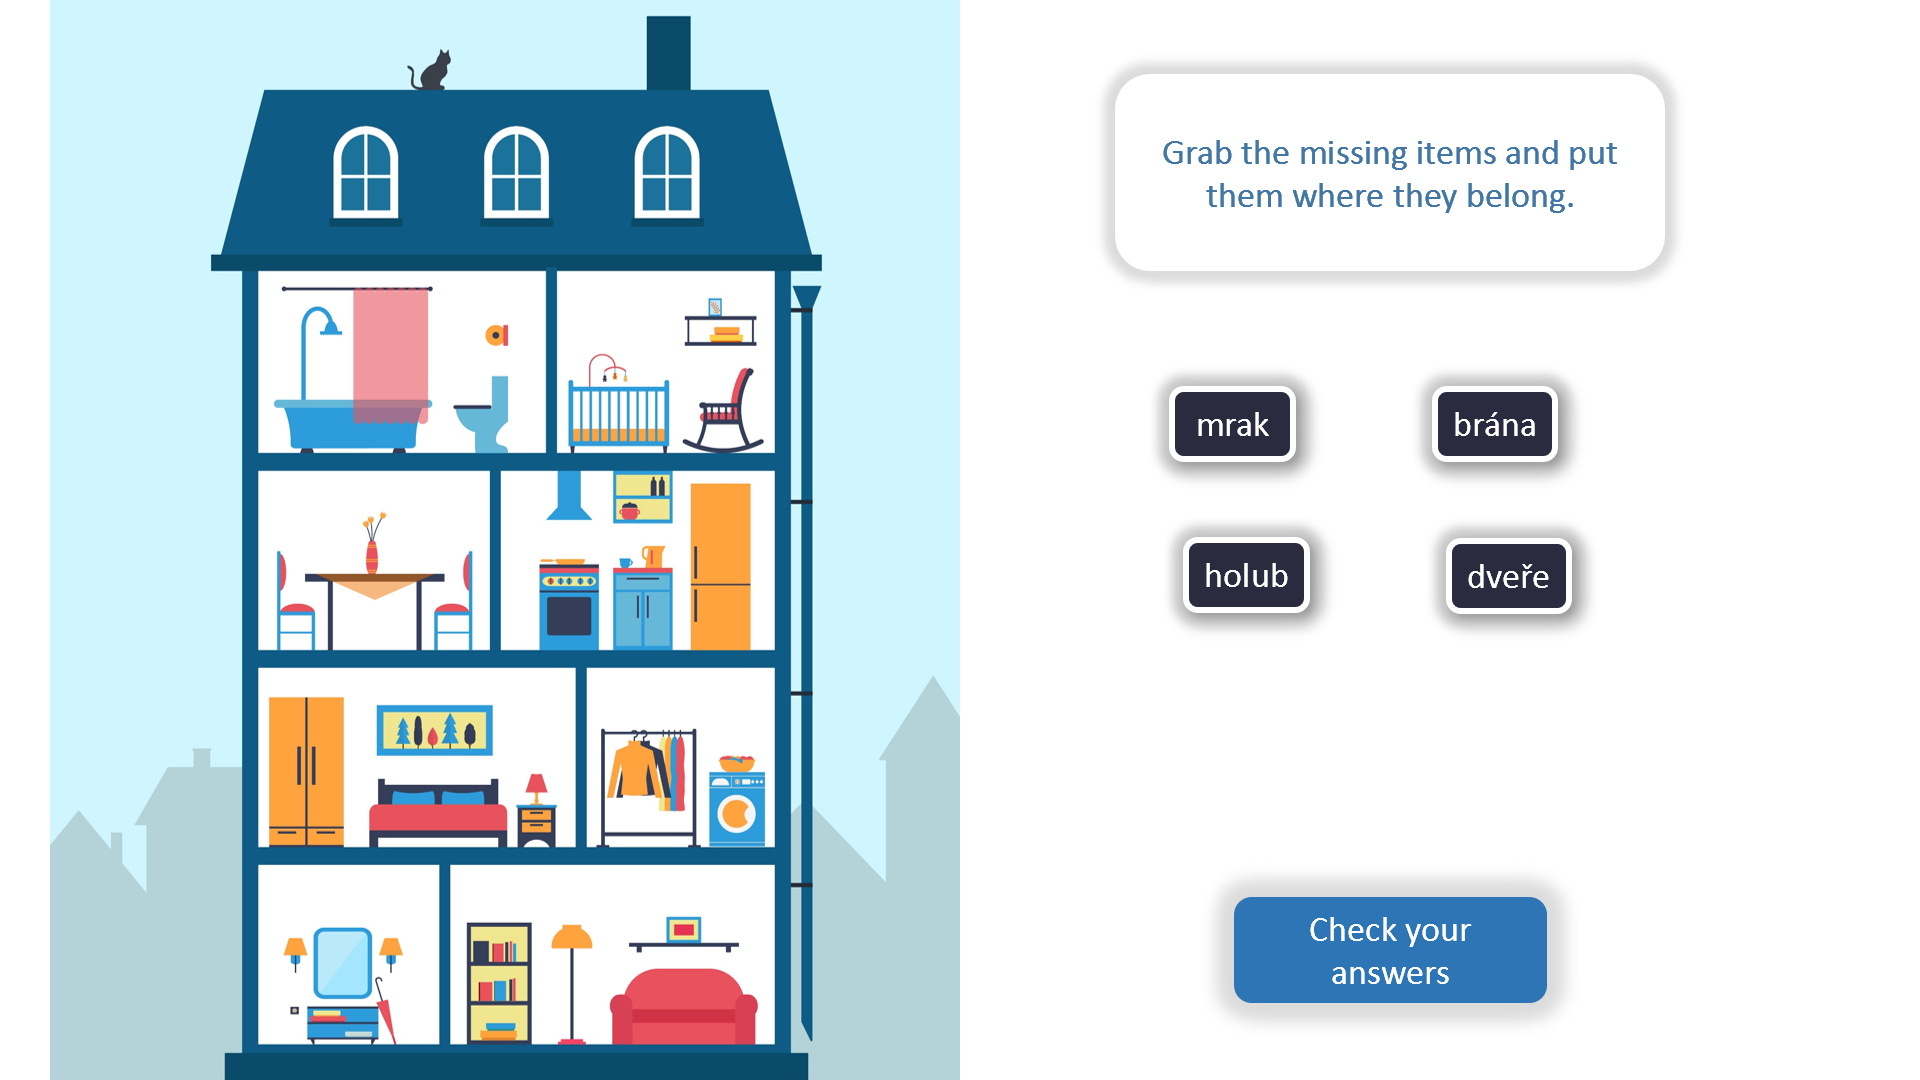 Grab the missing items and put
them where they belong.
mrak
brána
holub
dveře
Check your
answers